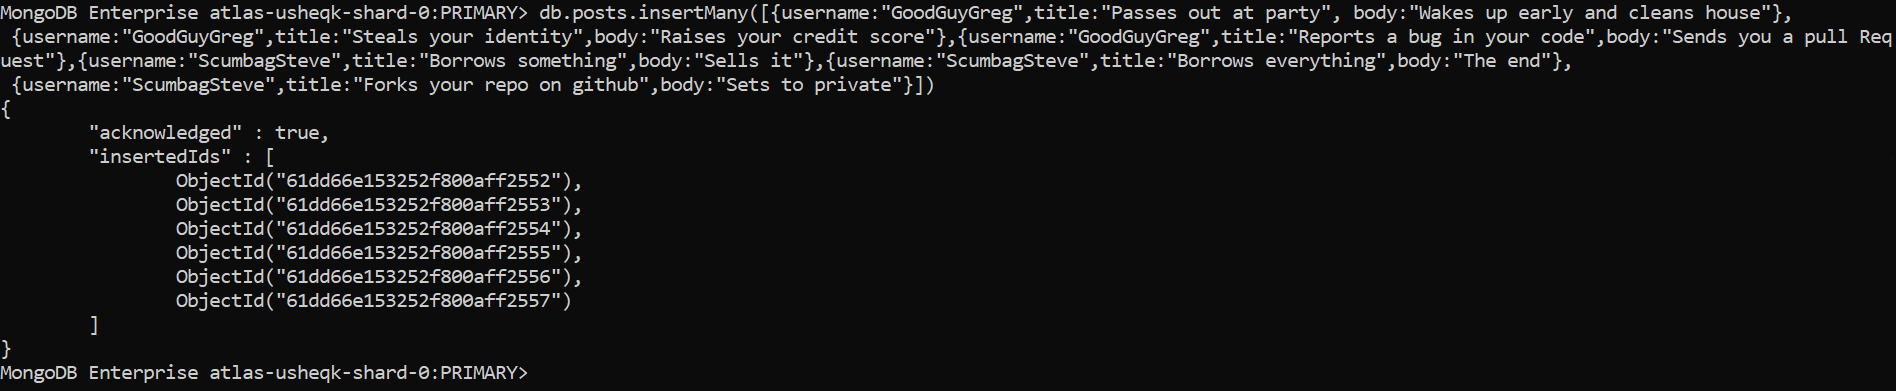 MongoDB Enterprise atlas-usheqk-shard-0:PRIMARY> db.posts.insertMany([{username:"GoodGuyGreg",title:"Passes out at party", body:"Wakes up early and cleans house"},
 {username:"GoodGuyGreg",title:"Steals your identity",body:"Raises your credit score"},{username:"GoodGuyGreg",title:"Reports a bug in your code",body:"Sends you a pull Req
uest"},{username:"ScumbagSteve",title:"Borrows something",body:"Sells it"},{username:"ScumbagSteve",title:"Borrows everything",body:"The end"},
 {username:"ScumbagSteve",title:"Forks your repo on github",body:"Sets to private"}])
{
        "acknowledged" : true,
        "insertedIds" : [
                ObjectId("61dd66e153252f800aff2552"),
                ObjectId("61dd66e153252f800aff2553"),
                ObjectId("61dd66e153252f800aff2554"),
                ObjectId("61dd66e153252f800aff2555"),
                ObjectId("61dd66e153252f800aff2556"),
                ObjectId("61dd66e153252f800aff2557")
        ]
}
MongoDB Enterprise atlas-usheqk-shard-0:PRIMARY>